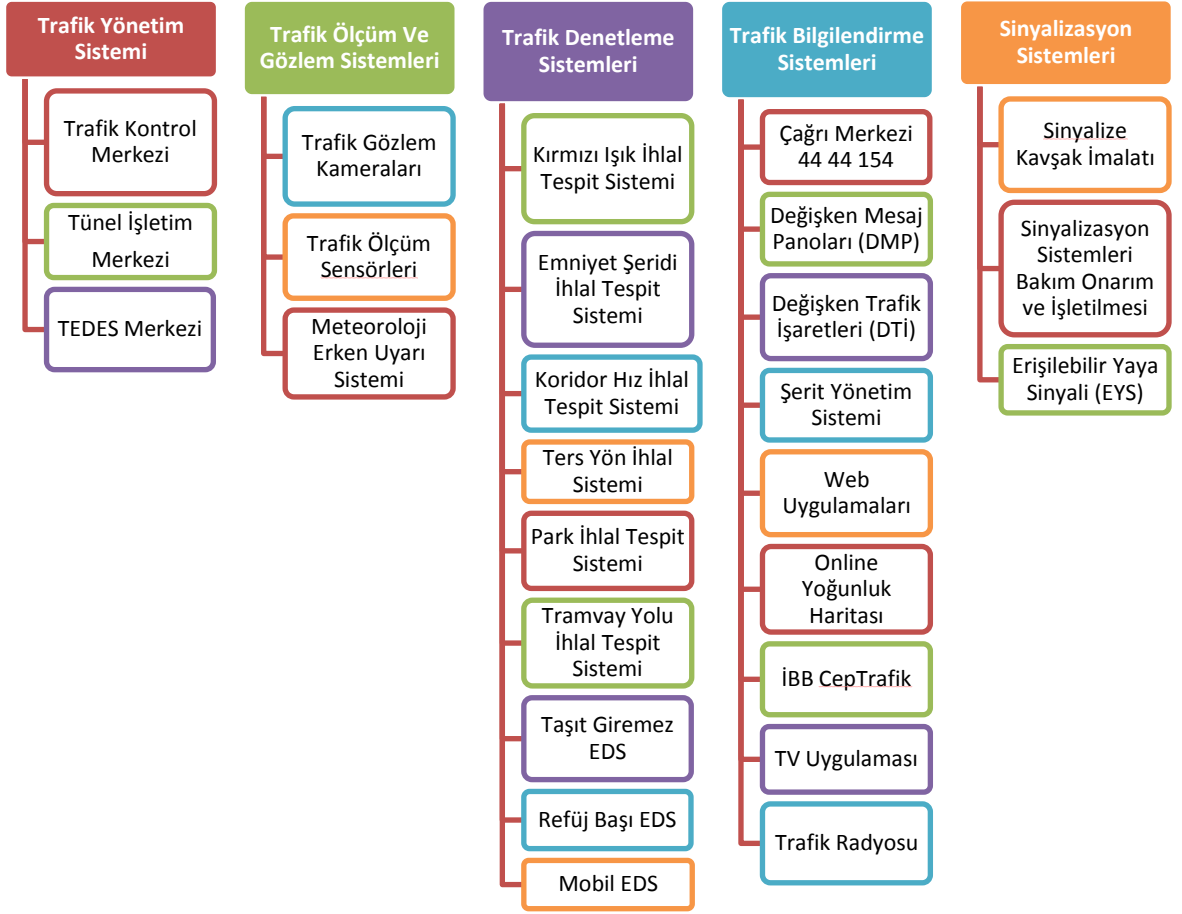 Trafik Yönetim
Sistemi
Trafik Kontrol
Merkezi
Tünel İşletim
Merkezi
TEDES Merkezi
Trafik Ölçüm Ve
Gözlem Sistemleri
Trafik Gözlem
Kameraları
Trafik Ölçüm
Sensörleri
Meteoroloji
Erken Uyarı
Sistemi
Trafik Denetleme
Sistemleri
Kırmızı Işık İhlal
Tespit Sistemi
Emniyet Şeridi
İhlal Tespit
Sistemi
Koridor Hız İhlal
Tespit Sistemi
Ters Yön İhlal
Sistemi
Park İhlal Tespit
Sistemi
Tramvay Yolu
İhlal Tespit
Sistemi
Taşıt Giremez
EDS
Refüj Başı EDS
Mobil EDS
Trafik Bilgilendirme
Sistemleri
Çağrı Merkezi
44 44 154
Değişken Mesaj
Panoları (DMP)
Değişken Trafik
İşaretleri (DTİ)
Şerit Yönetim
Sistemi
Web
Uygulamaları
Online
Yoğunluk
Haritası
İBB CepTrafik
TV Uygulaması
Trafik Radyosu
Sinyalizasyon
Sistemleri
Sinyalize
Kavşak İmalatı
Sinyalizasyon
Sistemleri
Bakım Onarım
ve İşletilmesi
Erişilebilir Yaya
Sinyali (EYS)